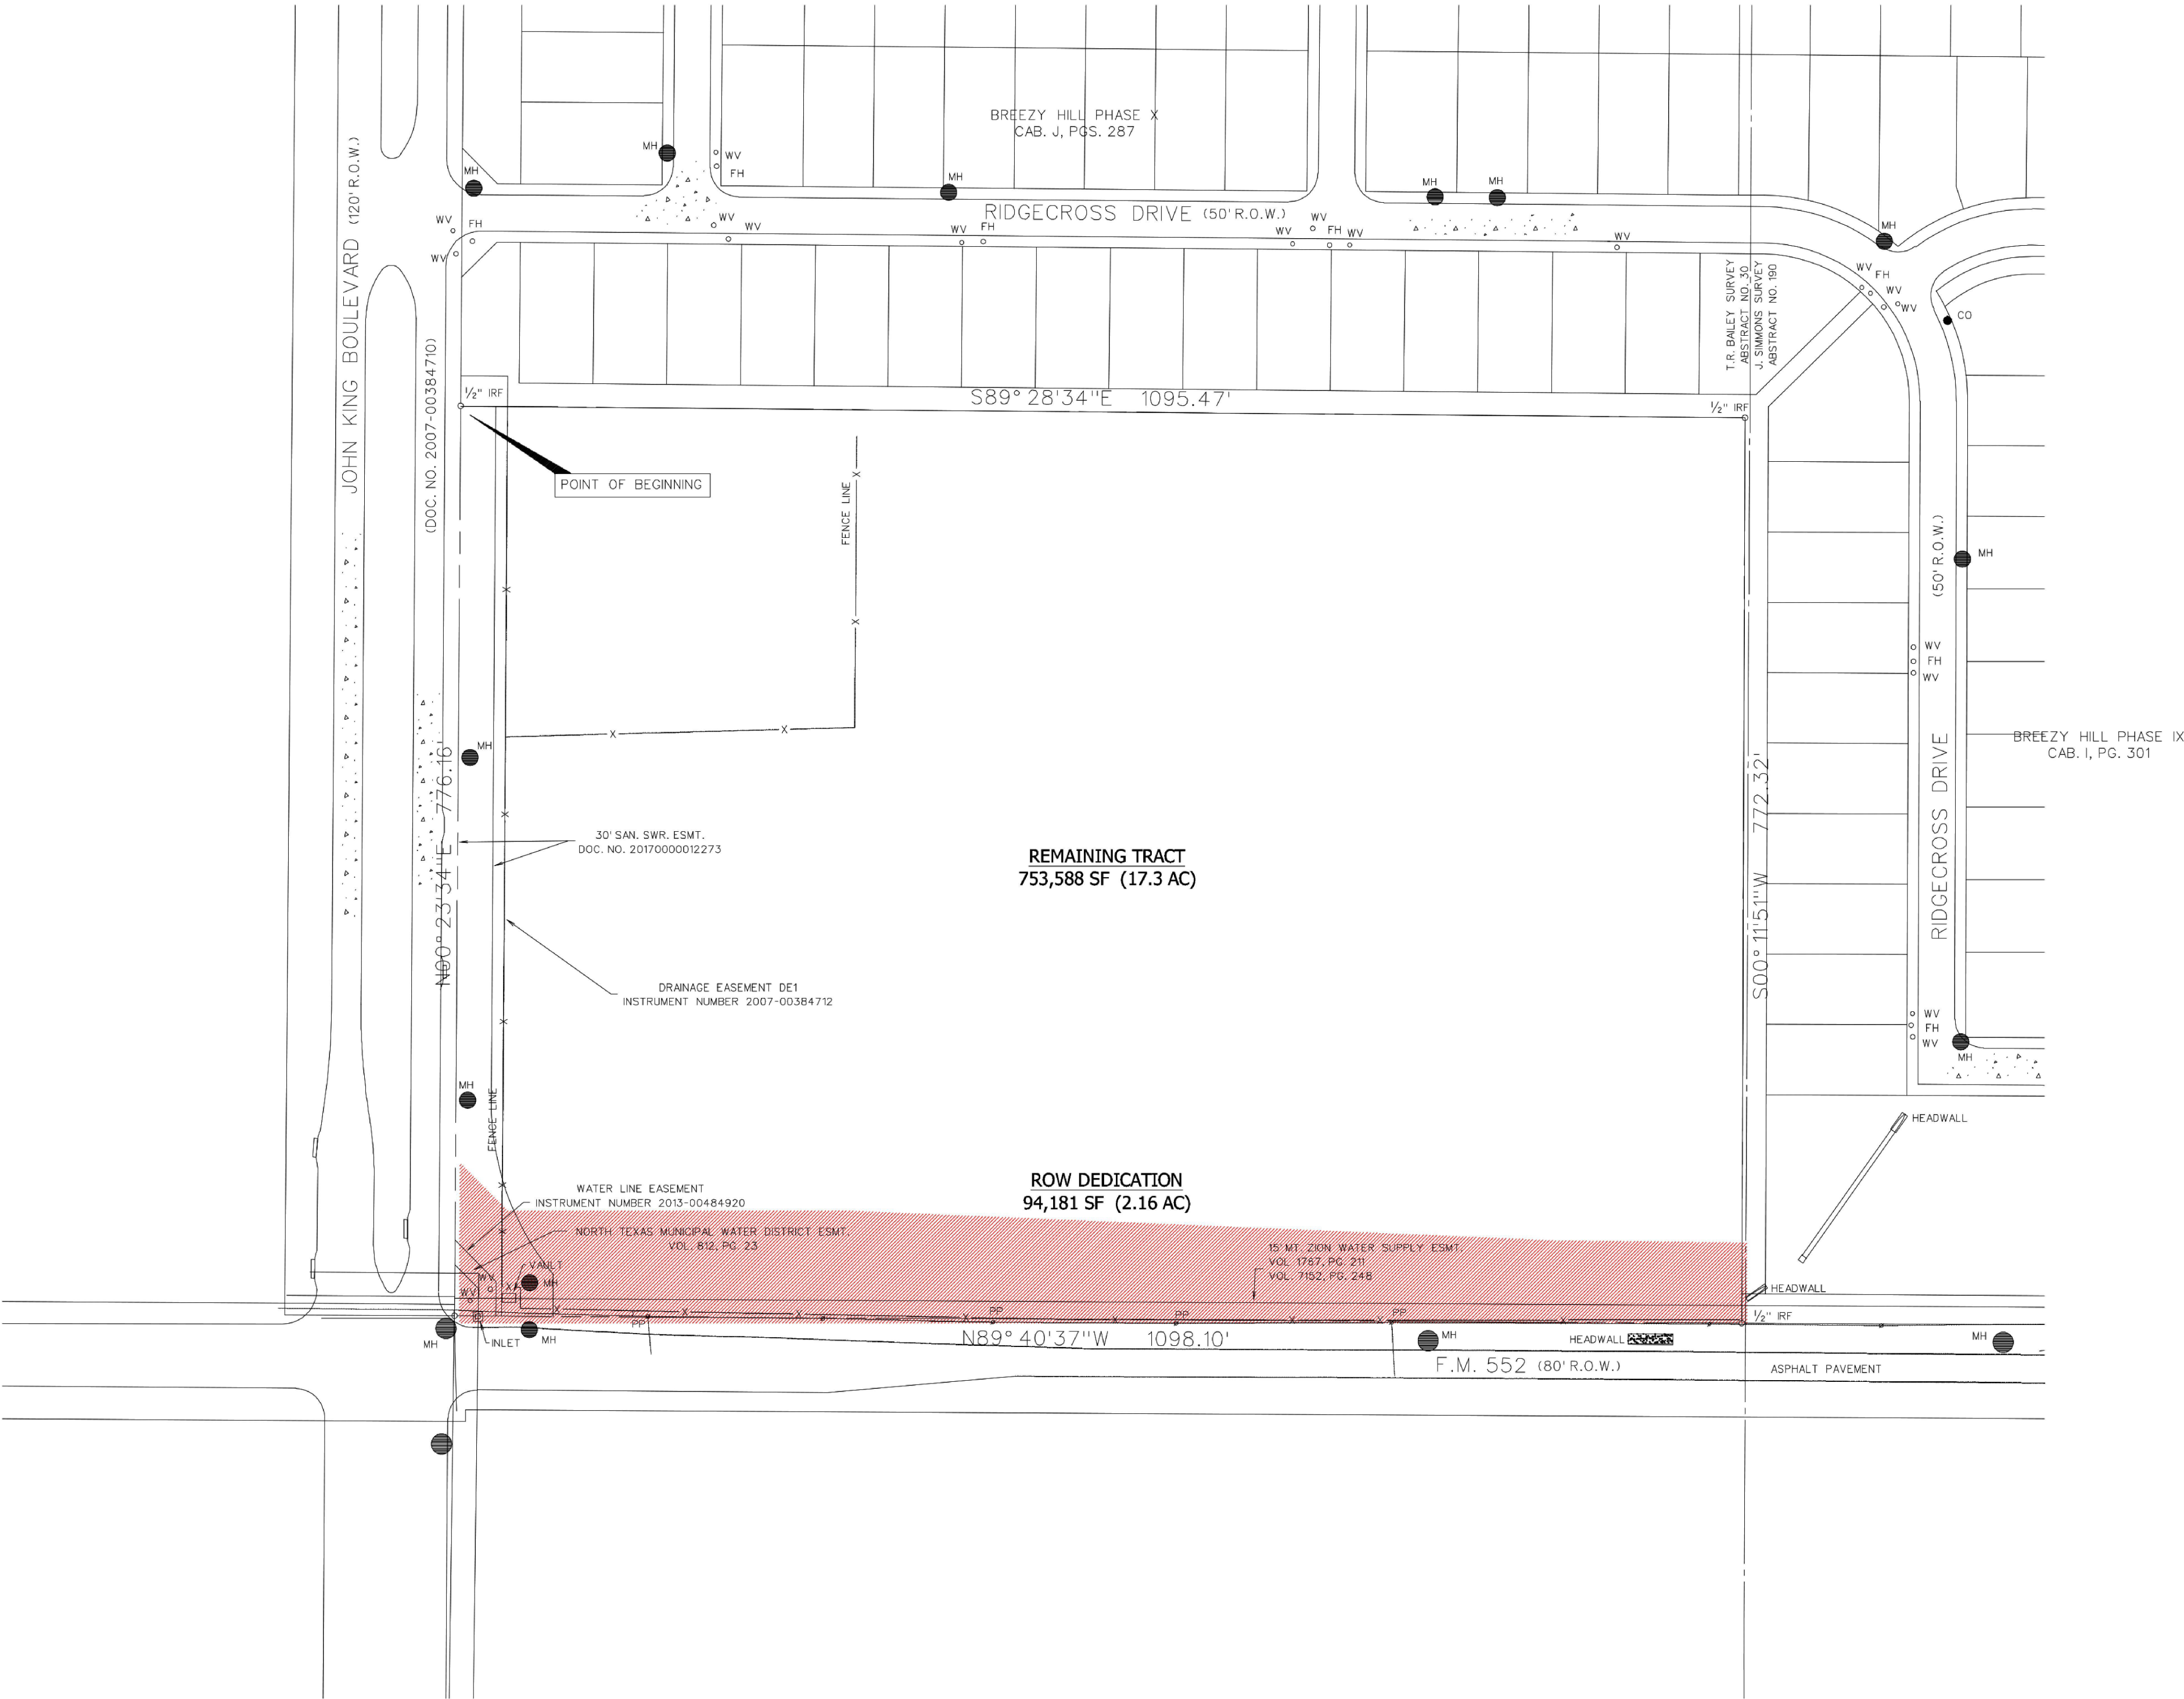 BREEZY HILL PHASE X
CAB. J, PGS. 287
MH
WV
FH
MH
MH
MH
MH
RIDGECROSS DRIVE (50' R.O.W.)
WV
FH
WV
WV
WV
WV
FH
WV
WV
FH
WV
WV
MH
WV
FH
WV
WV
CO
JOHN KING BOULEVARD (120' R.O.W.)
(DOC. NO. 2007-00384710)
T.R. BAILEY SURVEY
ABSTRACT NO. 30
J. SIMMONS SURVEY
ABSTRACT NO. 190
1/2" IRF
S89° 28'34"E 1095.47'
1/2" IRF
POINT OF BEGINNING
FENCE LINE
MH
(50' R.O.W.)
WV
FH
WV
RIDGECROSS DRIVE
BREEZY HILL PHASE IX
CAB. I, PG. 301
MH
N00° 23'34"E 776.16'
S00° 11'51"W 772.32'
30' SAN. SWR. ESMT.
DOC. NO. 20170000012273
REMAINING TRACT
753,588 SF (17.3 AC)
DRAINAGE EASEMENT DE1
INSTRUMENT NUMBER 2007-00384712
WV
FH
WV
MH
MH
FENCE LINE
HEADWALL
ROW DEDICATION
94,181 SF (2.16 AC)
WATER LINE EASEMENT
INSTRUMENT NUMBER 2013-00484920
NORTH TEXAS MUNICIPAL WATER DISTRICT ESMT.
VOL. 812, PG. 23
15' MT. ZION WATER SUPPLY ESMT.
VOL 1767, PG. 211
VOL. 7152, PG. 248
VAULT
WV
MH
WV
HEADWALL
PP
PP
PP
PP
1/2" IRF
MH
INLET
MH
N89° 40'37"W 1098.10'
MH
HEADWALL
MH
F.M. 552 (80' R.O.W.)
ASPHALT PAVEMENT